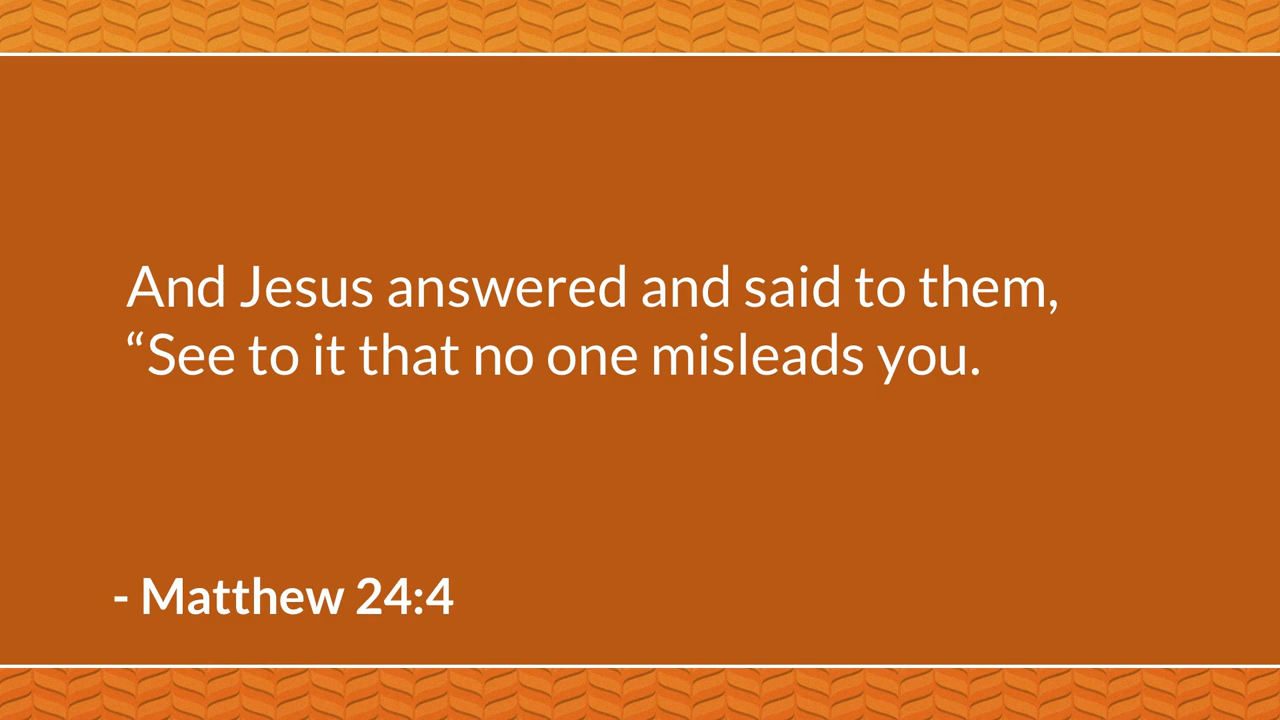 And Jesus answered and said to them,
“See to it that no one misleads you.
- Matthew 24:4